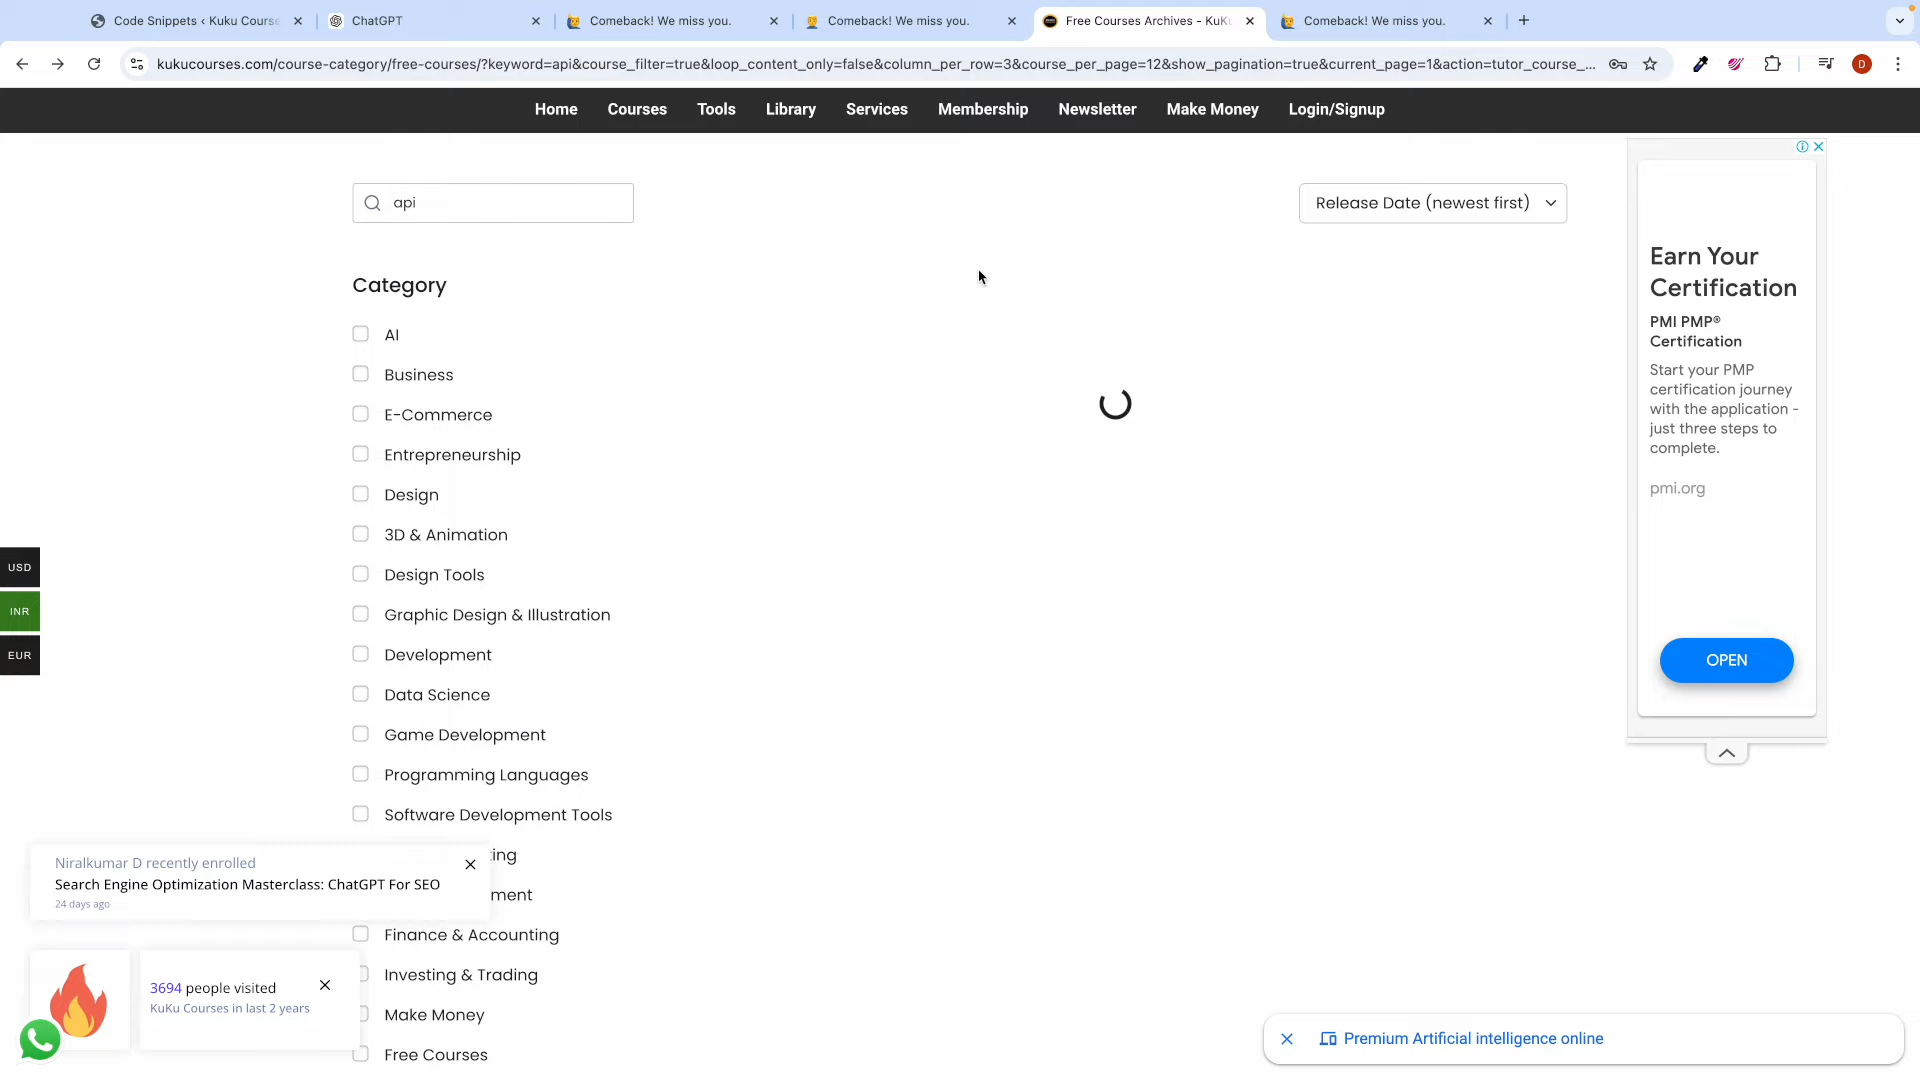 Code Snippets ‹ Kuku Course
ChatGPT
Comeback! We miss you.
Comeback! We miss you.
Free Courses Archives - KuKu
Comeback! We miss you.
kukucourses.com/course-category/free-courses/?keyword=api&course_filter=true&loop_content_only=false&column_per_row=3&course_per_page=12&show_pagination=true&current_page=1&action=tutor_course_...
D
Home
Courses
Tools
Library
Services
Membership
Newsletter
Make Money
Login/Signup
api
Release Date (newest first)
Category
AI
Business
E-Commerce
Entrepreneurship
Design
3D & Animation
Design Tools
Graphic Design & Illustration
Development
Data Science
Game Development
Programming Languages
Software Development Tools
ting
ment
Finance & Accounting
Investing & Trading
Make Money
Free Courses
USD
INR
EUR
Niralkumar D recently enrolled
Search Engine Optimization Masterclass: ChatGPT For SEO
24 days ago
3694 people visited
KuKu Courses in last 2 years
Earn Your
Certification
PMI PMP®
Certification
Start your PMP
certification journey
with the application -
just three steps to
complete.
pmi.org
OPEN
Premium Artificial intelligence online